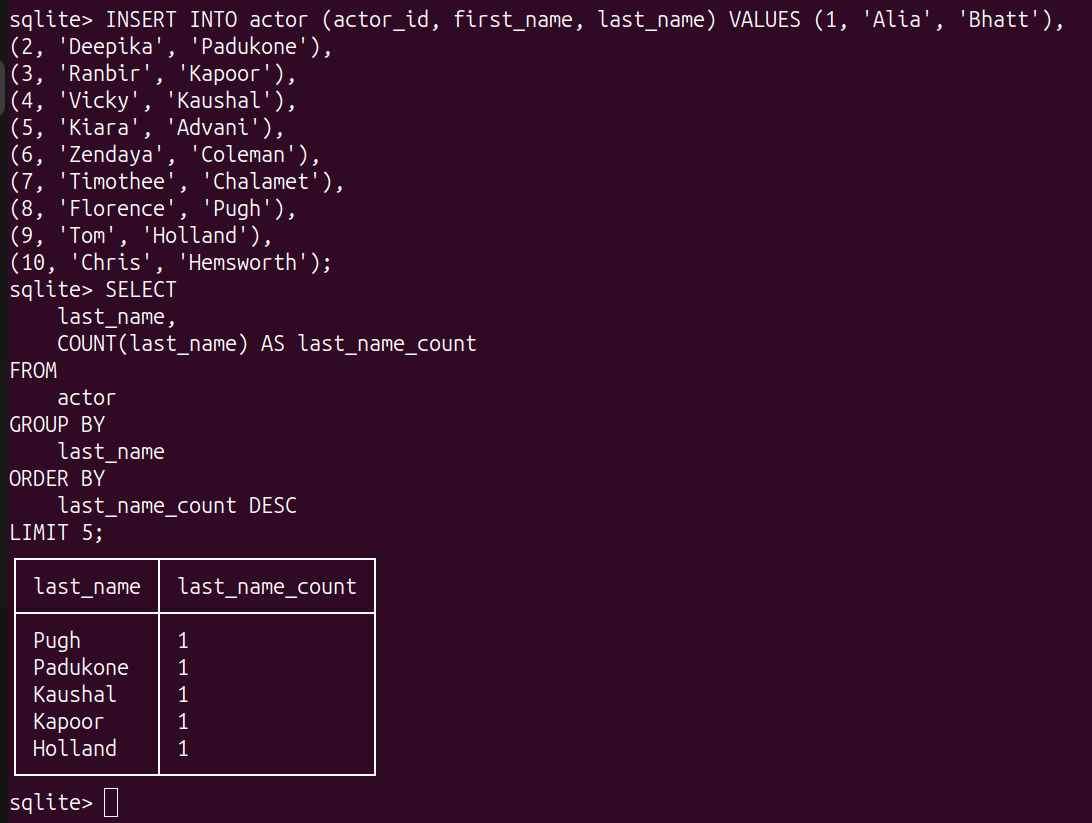 sqlite> INSERT INTO actor (actor_id, first_name, last_name) VALUES (1, 'Alia', 'Bhatt'),
(2, 'Deepika', 'Padukone'),
(3, 'Ranbir', 'Kapoor'),
(4, 'Vicky', 'Kaushal'),
(5, 'Kiara', 'Advani'),
(6, 'Zendaya', 'Coleman'),
(7, 'Timothee', 'Chalamet'),
(8, 'Florence', 'Pugh'),
(9, 'Tom', 'Holland'),
(10, 'Chris', 'Hemsworth');
sqlite> SELECT
    last_name,
    COUNT(last_name) AS last_name_count
FROM
    actor
GROUP BY
    last_name
ORDER BY
    last_name_count DESC
LIMIT 5;
last_name last_name_count
Pugh 1
Padukone 1
Kaushal 1
Kapoor 1
Holland 1
sqlite>